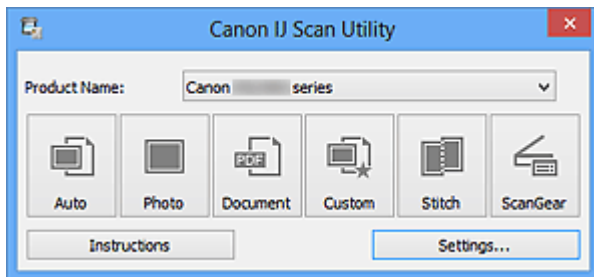 Canon IJ Scan Utility
Product Name: Canon series
PDF
Auto Photo Document Custom Stitch ScanGear
Instructions Settings...